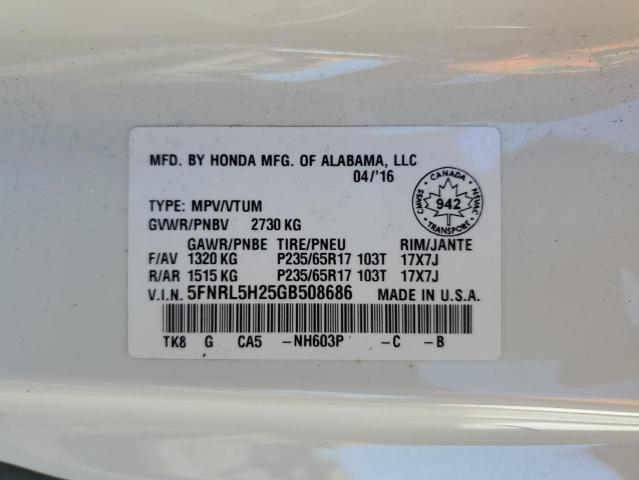 MFD. BY HONDA MFG. OF ALABAMA, LLC
04/'16
CANADA
CMVSS 942 NSVAC
TRANSPORT
TYPE: MPV/VTUM
GVWR/PNBV 2730 KG
GAWR/PNBE TIRE/PNEU RIM/JANTE
F/AV 1320 KG P235/65R17 103T 17X7J
R/AR 1515 KG P235/65R17 103T 17X7J
V.I.N. 5FNRL5H25GB508686 MADE IN U.S.A.
TK8 G CA5 -NH603P -C -B